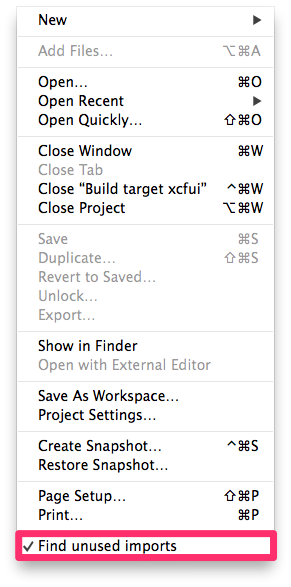 New ▶
Add Files... ⌥⌘A
Open... ⌘O
Open Recent ▶
Open Quickly... ⇧⌘O
Close Window ⌘W
Close Tab
Close “Build target xcfui” ^⌘W
Close Project ⌥⌘W
Save ⌘S
Duplicate... ⇧⌘S
Revert to Saved...
Unlock...
Export...
Show in Finder
Open with External Editor
Save As Workspace...
Project Settings...
Create Snapshot... ^⌘S
Restore Snapshot...
Page Setup... ⇧⌘P
Print... ⌘P
✓ Find unused imports